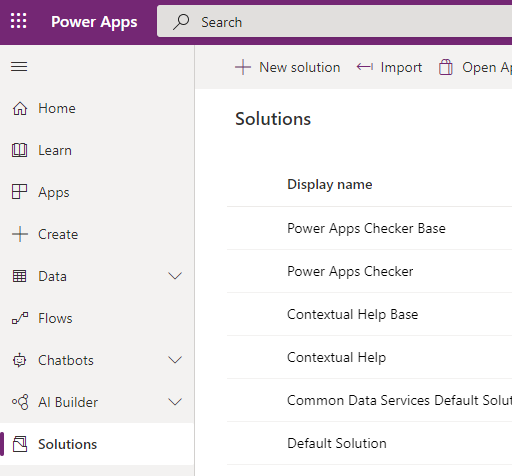 Power Apps
Search
New solution
Import
Open
Home
Learn
Apps
Create
Data
Flows
Chatbots
AI Builder
Solutions
Solutions
Display name
Power Apps Checker Base
Power Apps Checker
Contextual Help Base
Contextual Help
Common Data Services Default
Default Solution